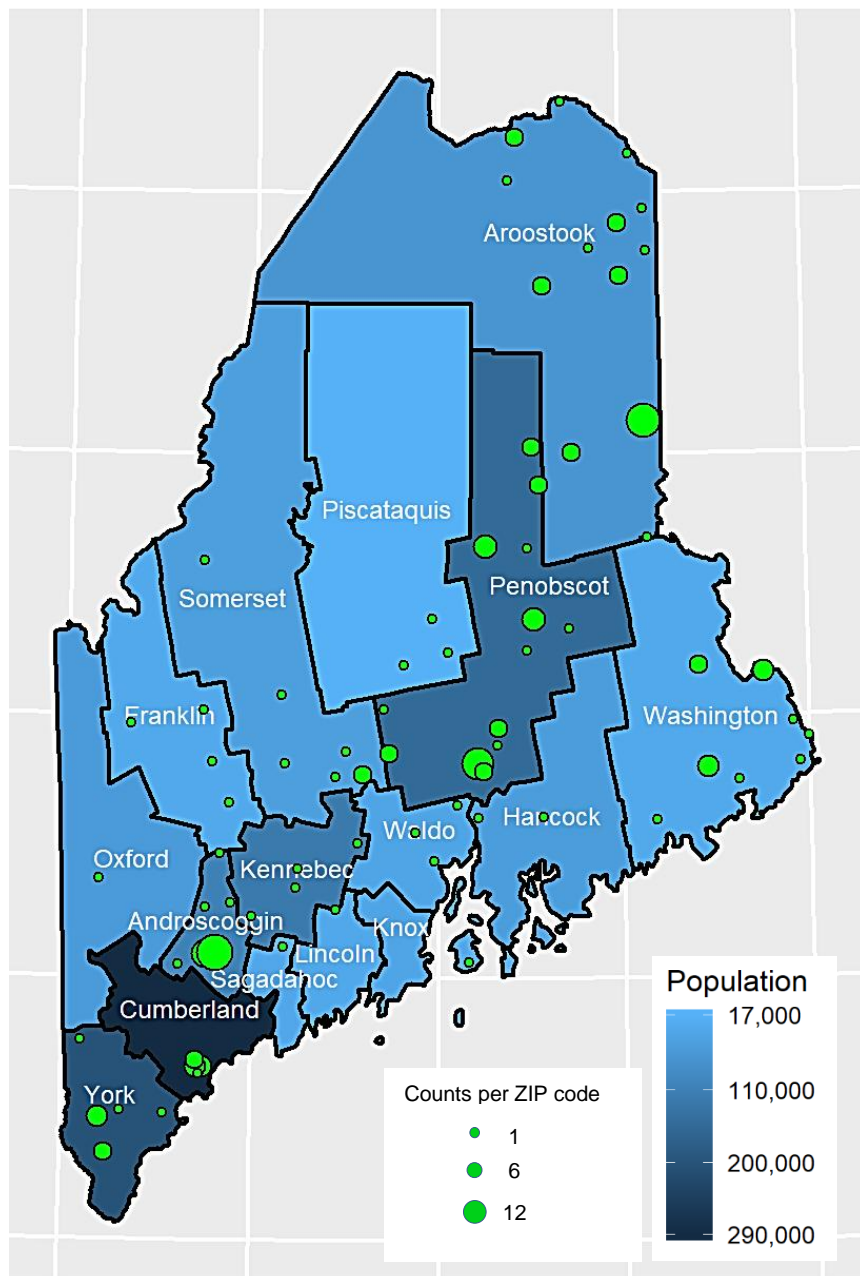 Aroostook
Piscataquis
Penobscot
Somerset
Franklin
Washington
Waldo
Hancock
Oxford
Kennebec
Androscoggin
Knox
Lincoln
Sagadahoc
Cumberland
York
Population
17,000
110,000
200,000
290,000
Counts per ZIP code
1
6
12